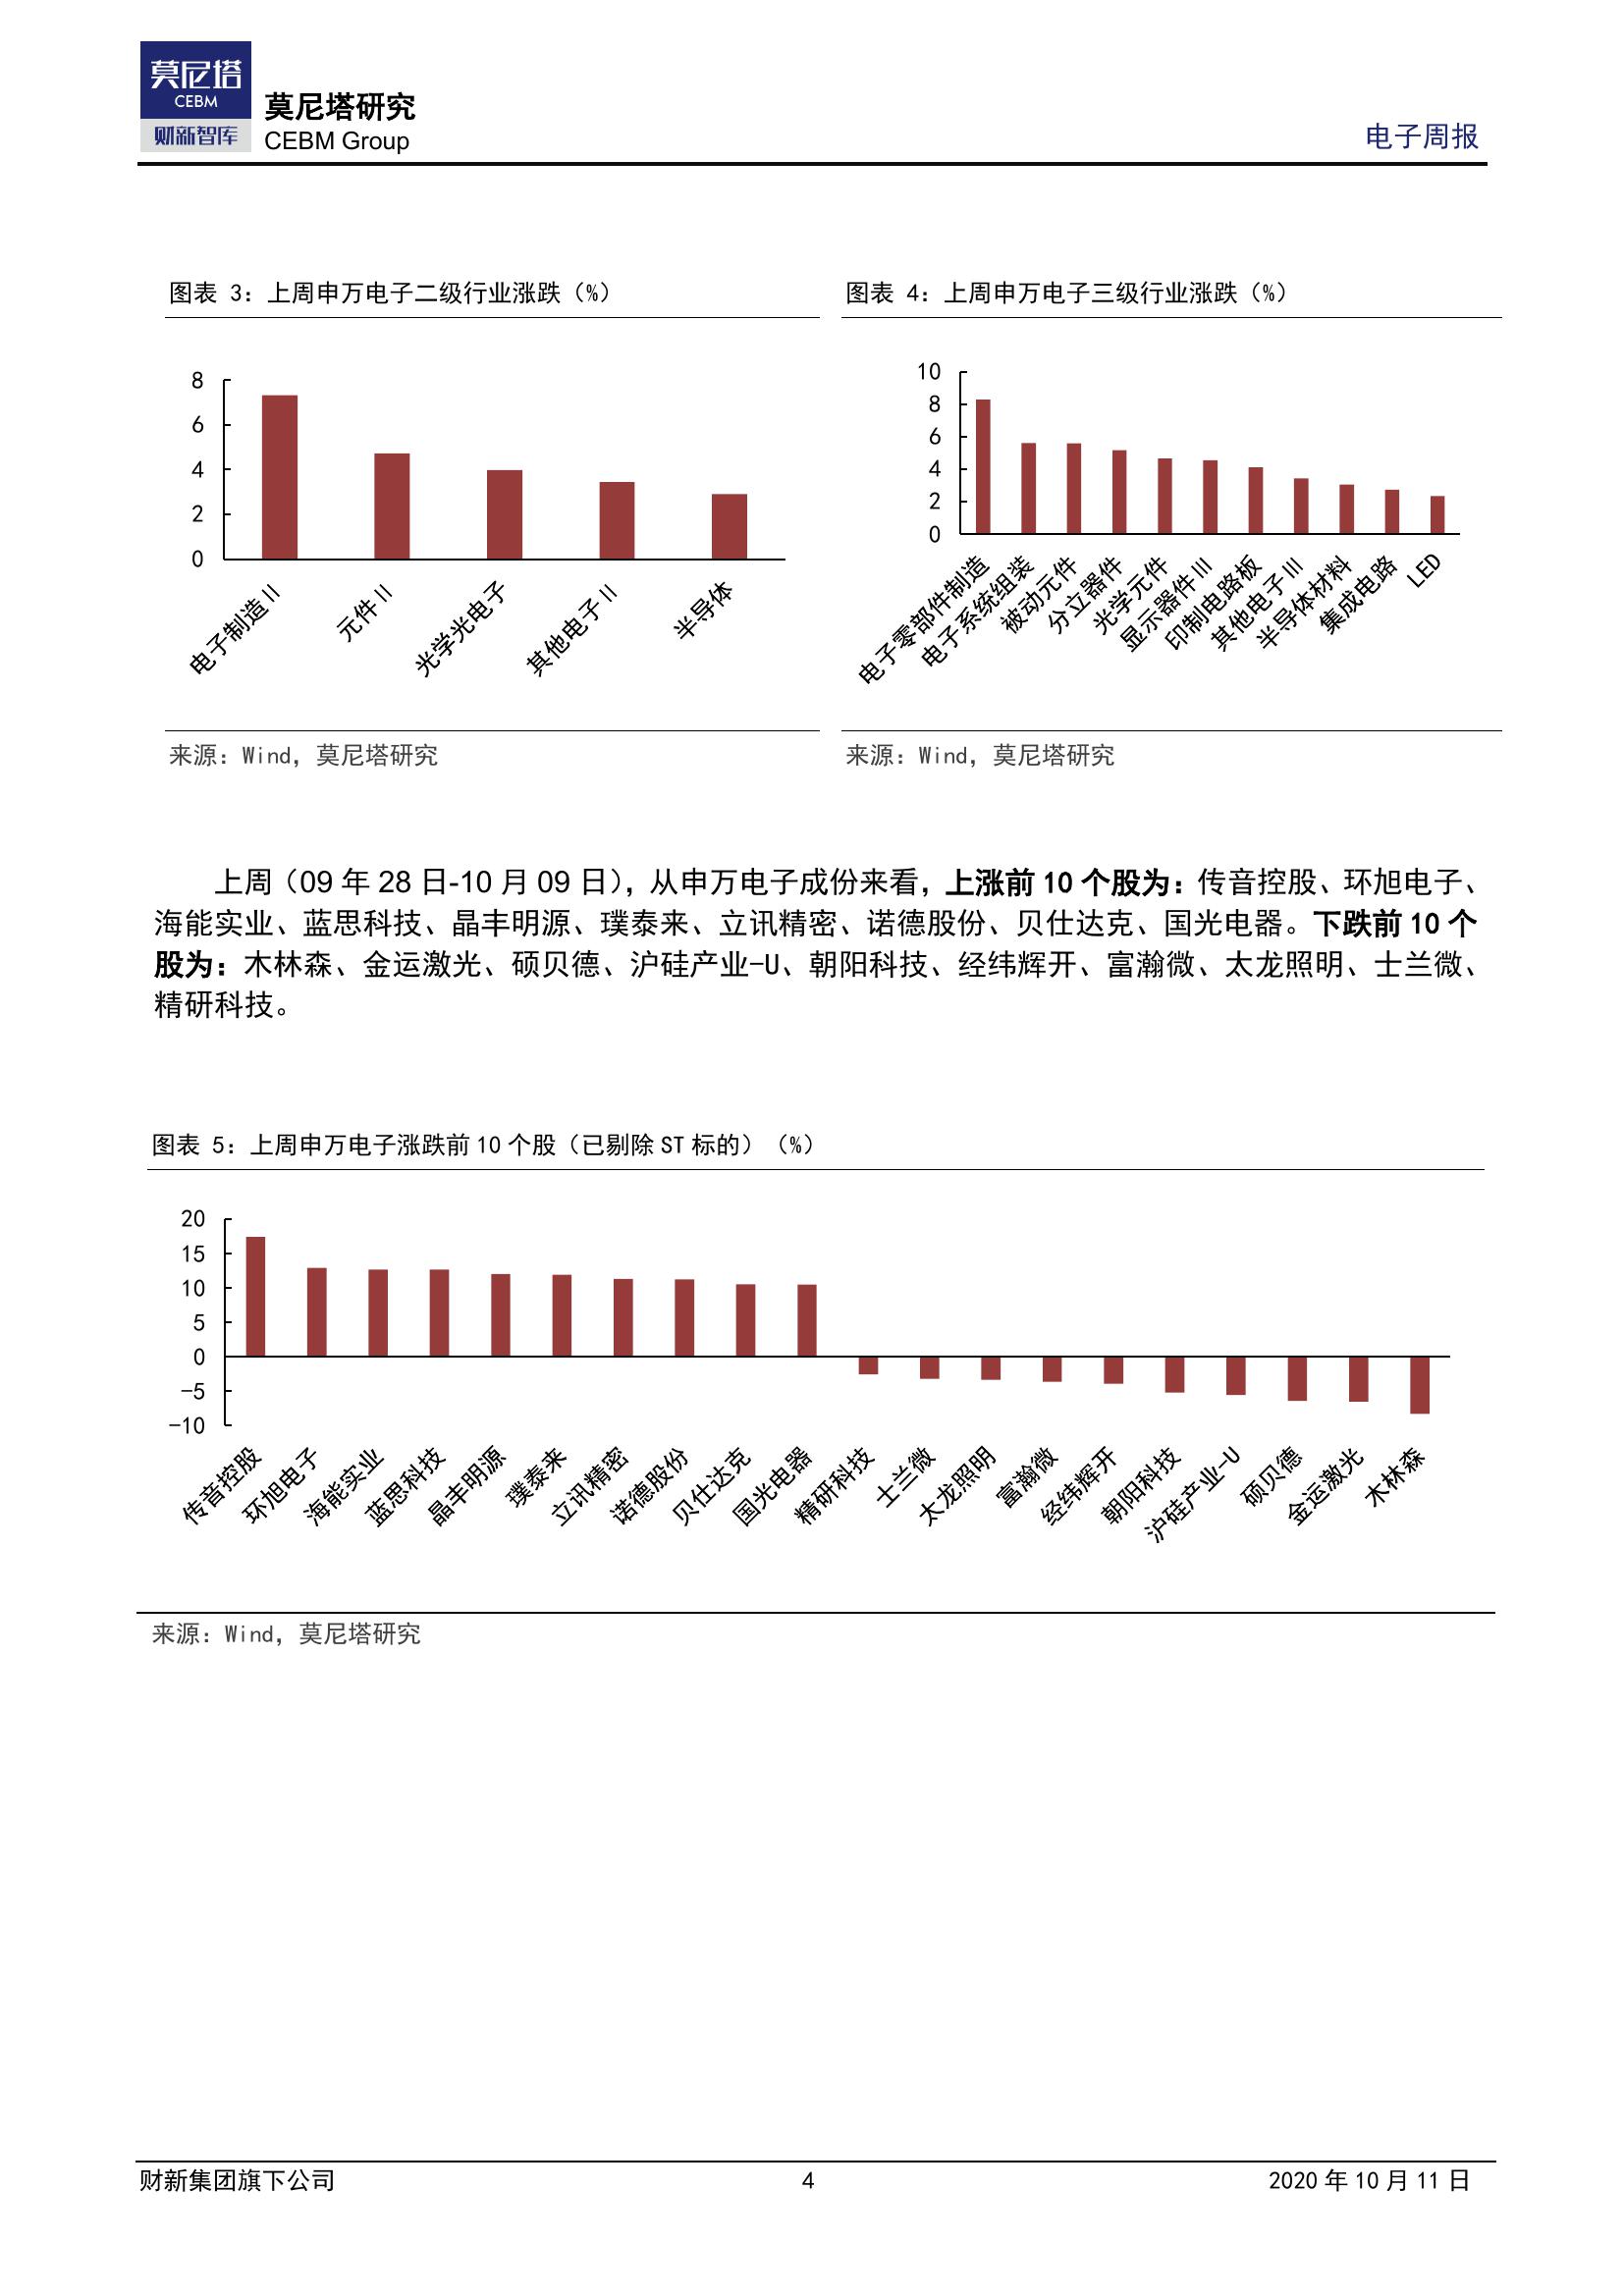 莫尼塔
CEBM
财新智库
莫尼塔研究
CEBM Group
电子周报
图表 3：上周申万电子二级行业涨跌（%）
8
6
4
2
0
电子制造Ⅱ
元件Ⅱ
光学光电子
其他电子Ⅱ
半导体
来源：Wind，莫尼塔研究
图表 4：上周申万电子三级行业涨跌（%）
10
8
6
4
2
0
电子零部件制造
电子系统组装
被动元件
分立器件
光学元件
显示器件Ⅲ
印制电路板
其他电子Ⅲ
半导体材料
集成电路
LED
来源：Wind，莫尼塔研究
上周（09 年 28 日-10 月 09 日），从申万电子成份来看，上涨前 10 个股为：传音控股、环旭电子、
海能实业、蓝思科技、晶丰明源、璞泰来、立讯精密、诺德股份、贝仕达克、国光电器。下跌前 10 个
股为：木林森、金运激光、硕贝德、沪硅产业-U、朝阳科技、经纬辉开、富瀚微、太龙照明、士兰微、
精研科技。
图表 5：上周申万电子涨跌前 10 个股（已剔除 ST 标的）（%）
20
15
10
5
0
-5
-10
传音控股
环旭电子
海能实业
蓝思科技
晶丰明源
璞泰来
立讯精密
诺德股份
贝仕达克
国光电器
精研科技
士兰微
太龙照明
富瀚微
经纬辉开
朝阳科技
沪硅产业-U
硕贝德
金运激光
木林森
来源：Wind，莫尼塔研究
财新集团旗下公司
4
2020 年 10 月 11 日